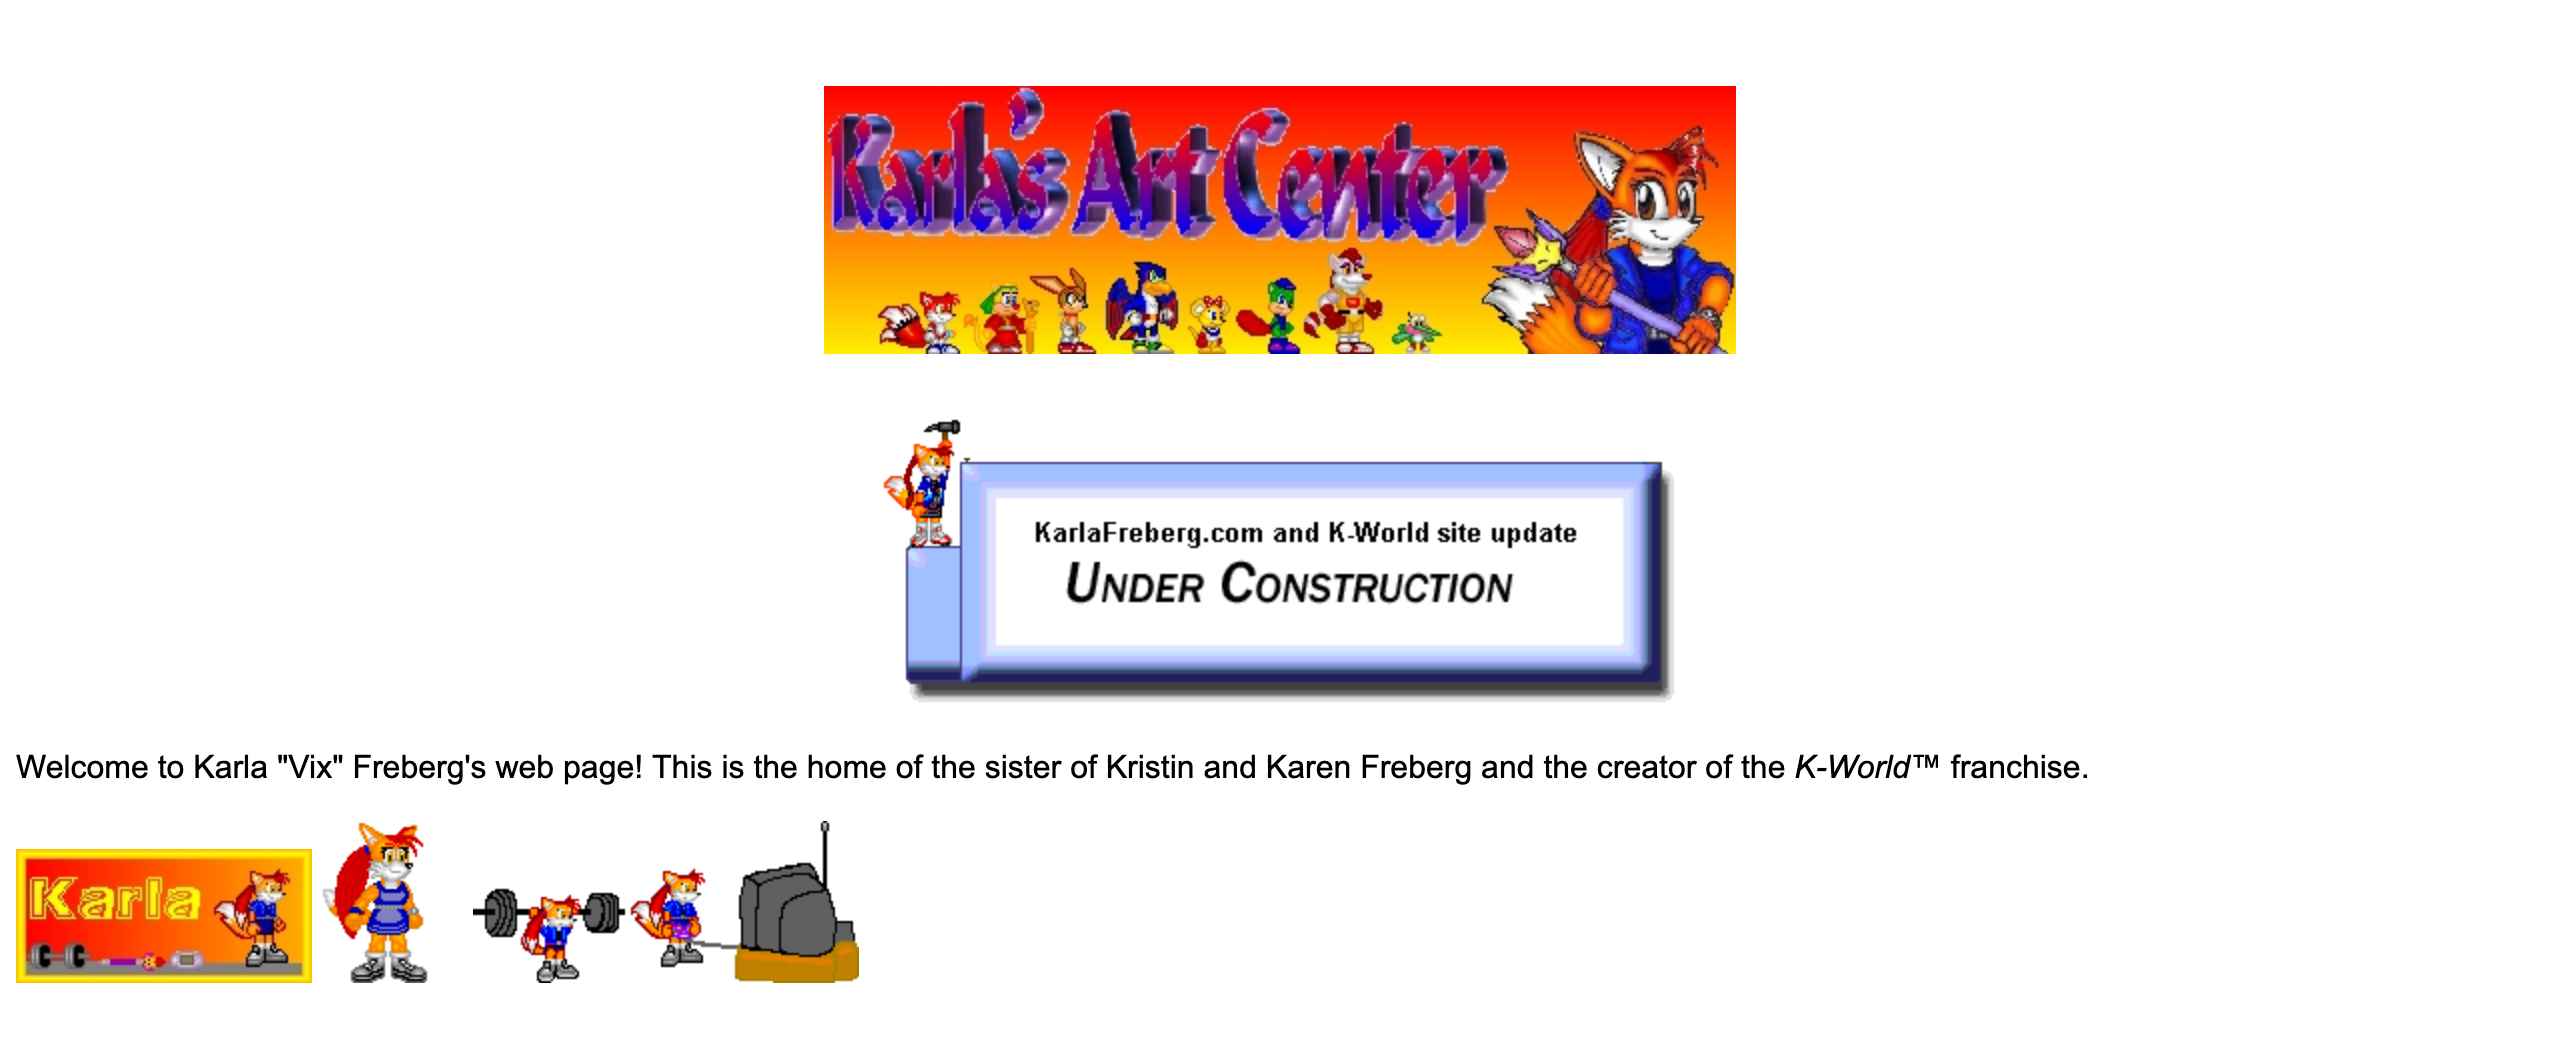 Karla's Art Center
KarlaFreberg.com and K-World site update
UNDER CONSTRUCTION
Welcome to Karla "Vix" Freberg's web page! This is the home of the sister of Kristin and Karen Freberg and the creator of the K-World™ franchise.
Karla